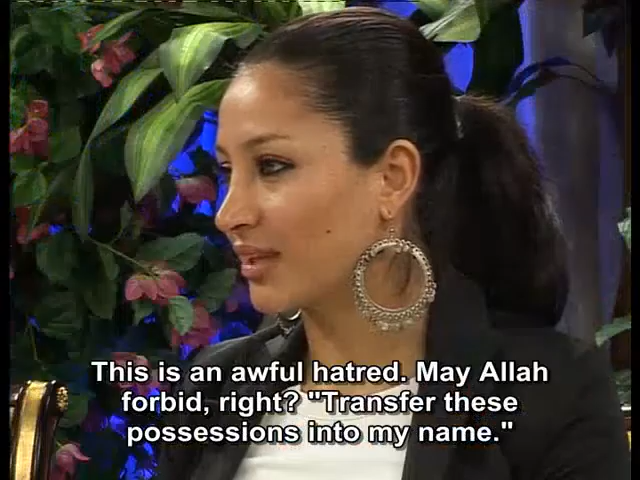 This is an awful hatred. May Allah
forbid, right? "Transfer these
possessions into my name."